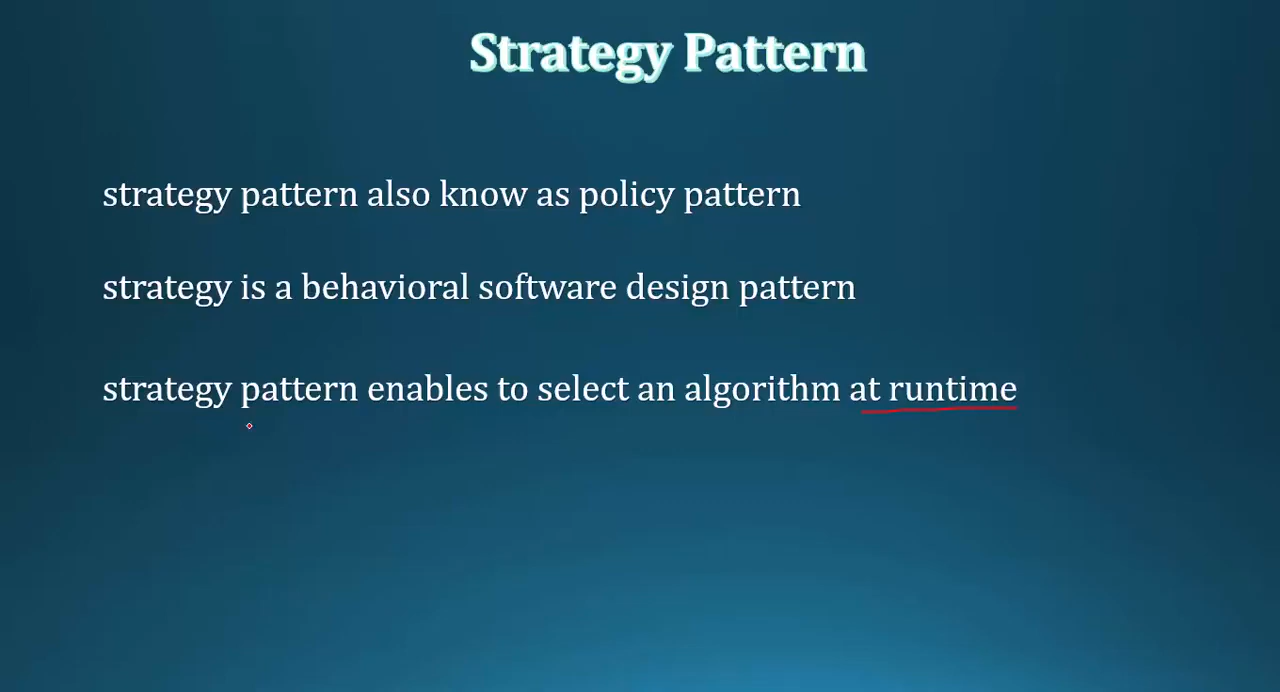 Strategy Pattern
strategy pattern also know as policy pattern
strategy is a behavioral software design pattern
strategy pattern enables to select an algorithm at runtime